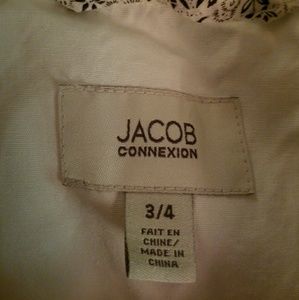 JACOB
CONNEXION
3/4
FAIT EN
CHINE/
MADE IN
CHINA